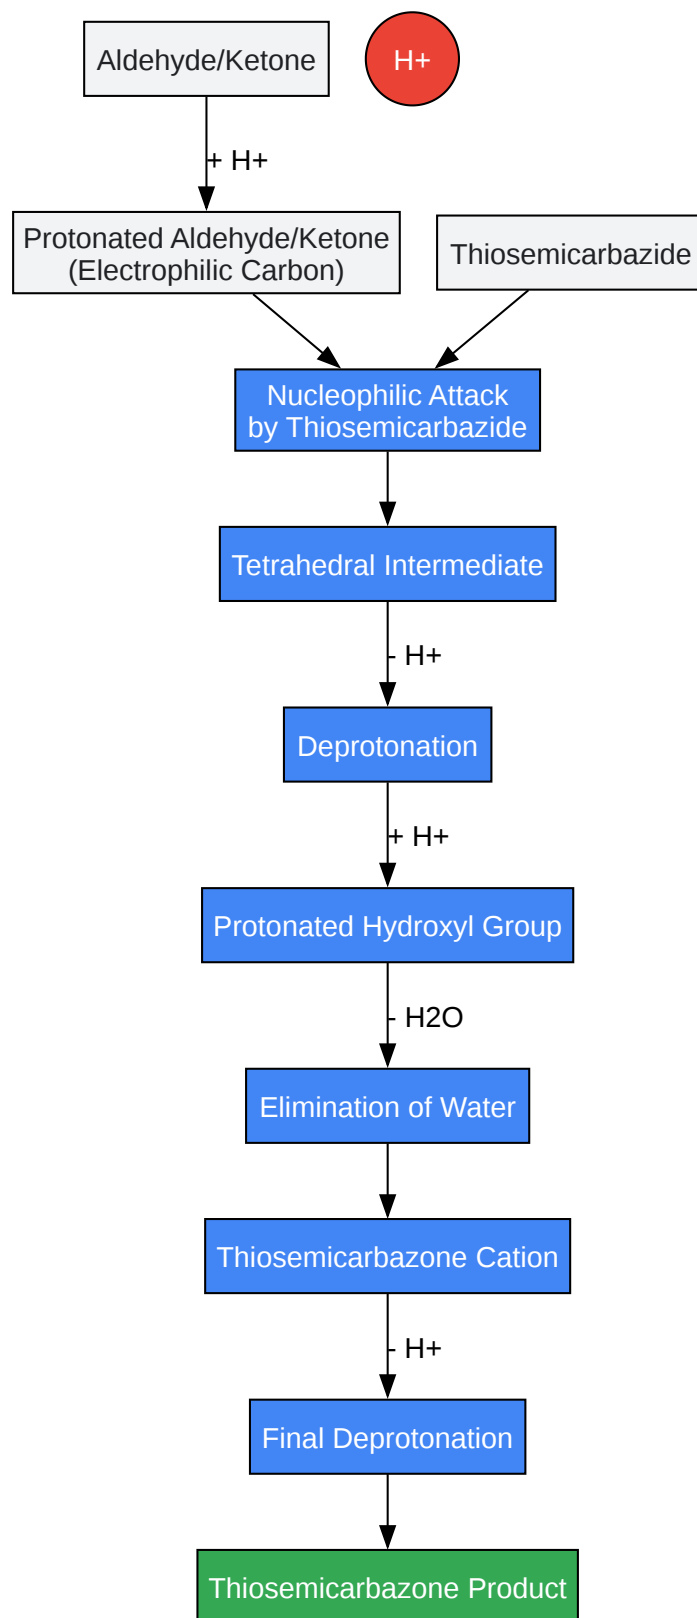 Aldehyde/Ketone
H+
+ H+
Protonated Aldehyde/Ketone
(Electrophilic Carbon)
Thiosemicarbazide
Nucleophilic Attack
by Thiosemicarbazide
Tetrahedral Intermediate
- H+
Deprotonation
+ H+
Protonated Hydroxyl Group
- H2O
Elimination of Water
Thiosemicarbazone Cation
- H+
Final Deprotonation
Thiosemicarbazone Product